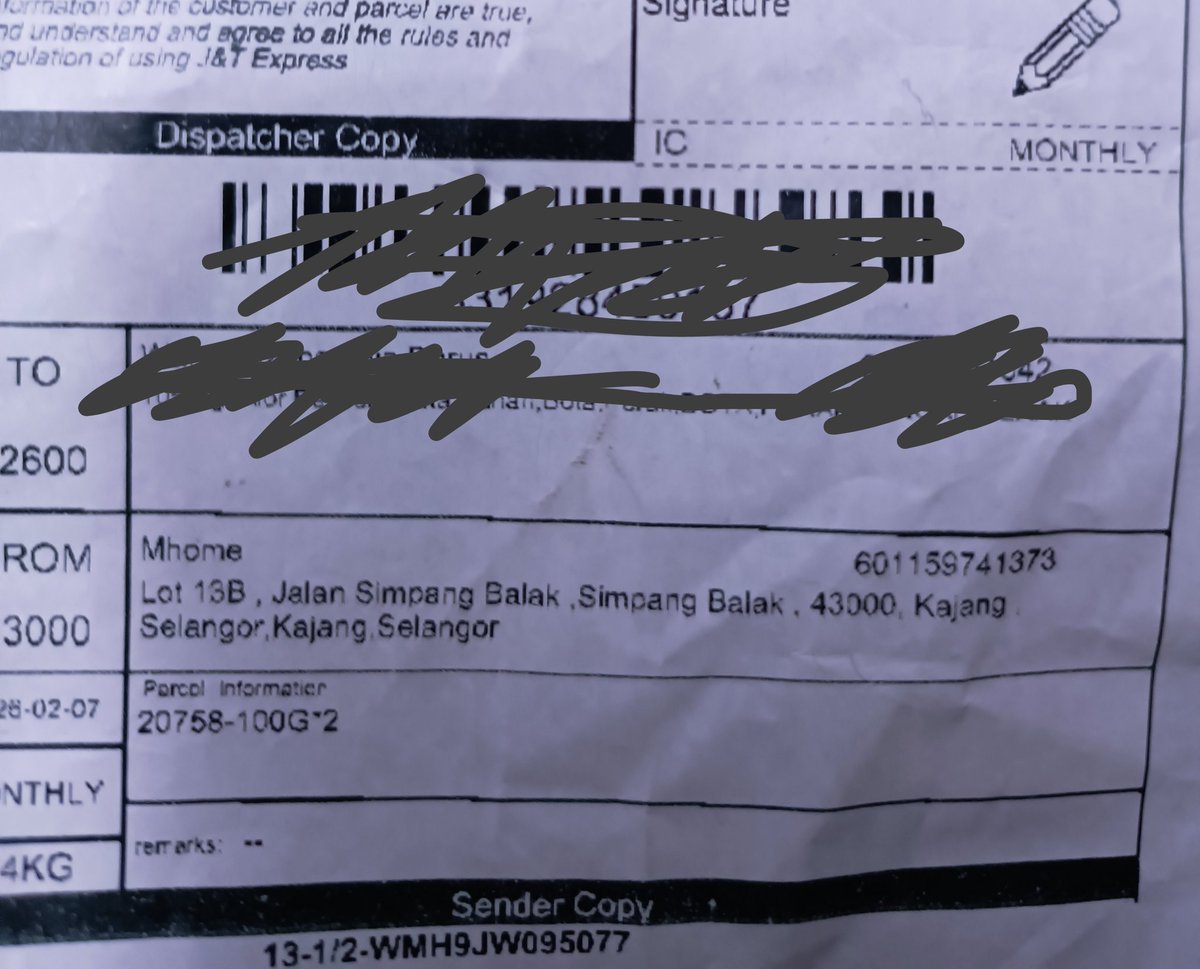 formation of the customer and parcel are true,
nd understand and agree to all the rules and
gulation of using J&T Express
Signature
Dispatcher Copy
IC
MONTHLY
TO
2600
ROM
3000
Mhome 601159741373
Lot 13B , Jalan Simpang Balak ,Simpang Balak , 43000, Kajang ,
Selangor,Kajang,Selangor
26-02-07
Parcel Information
20758-100G*2
NTHLY
remarks: --
4KG
Sender Copy
13-1/2-WMH9JW095077